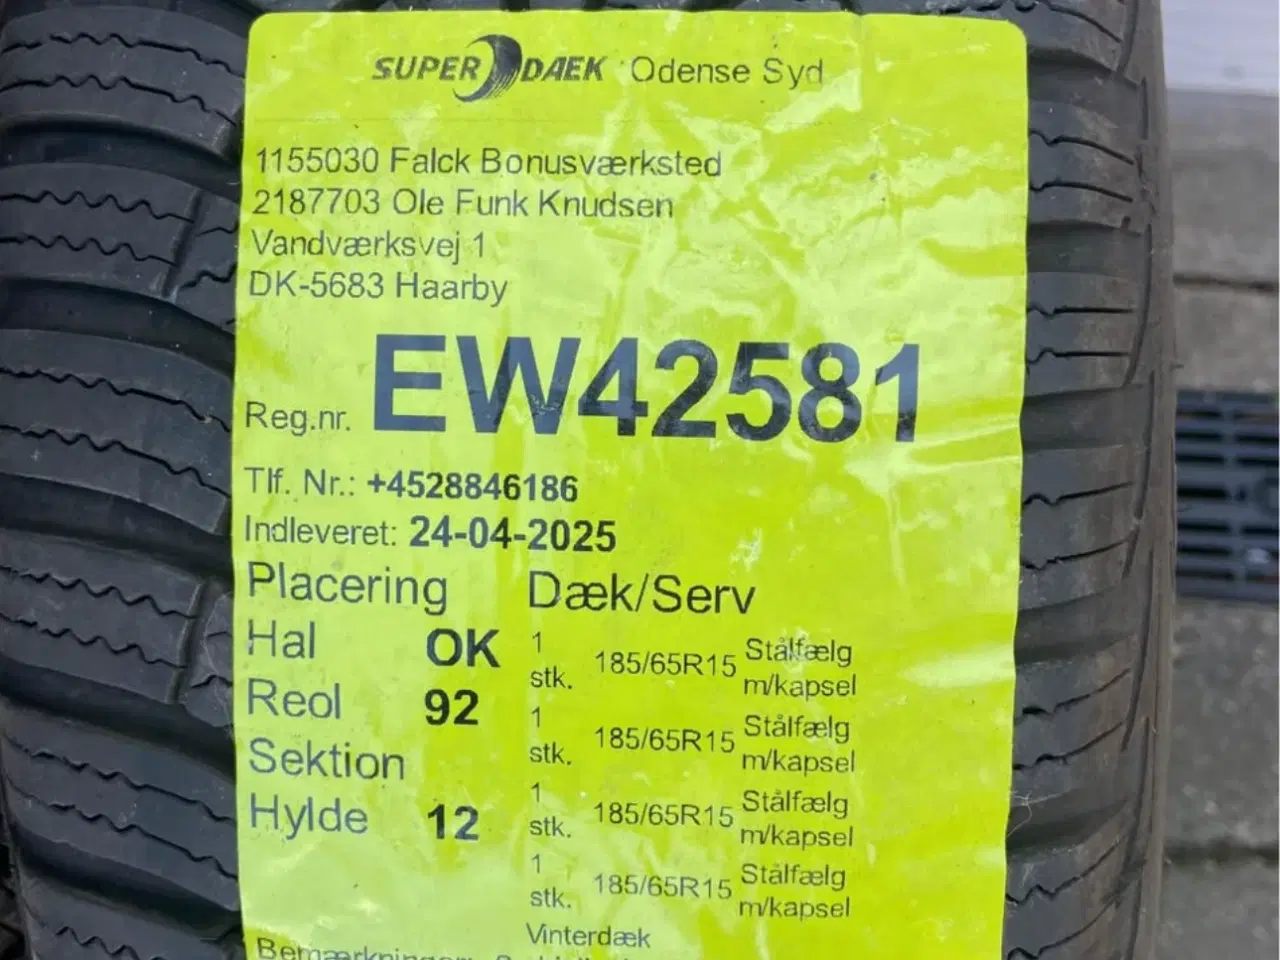 SUPER DÆK Odense Syd
1155030 Falck Bonusværksted
2187703 Ole Funk Knudsen
Vandværksvej 1
DK-5683 Haarby
Reg.nr. EW42581
Tlf. Nr.: +4528846186
Indleveret: 24-04-2025
Placering Dæk/Serv
Hal OK 1 stk. 185/65R15 Stålfælg m/kapsel
Reol 92 1 stk. 185/65R15 Stålfælg m/kapsel
Sektion
Hylde 12 1 stk. 185/65R15 Stålfælg m/kapsel
1 stk. 185/65R15 Stålfælg m/kapsel
Vinterdæk